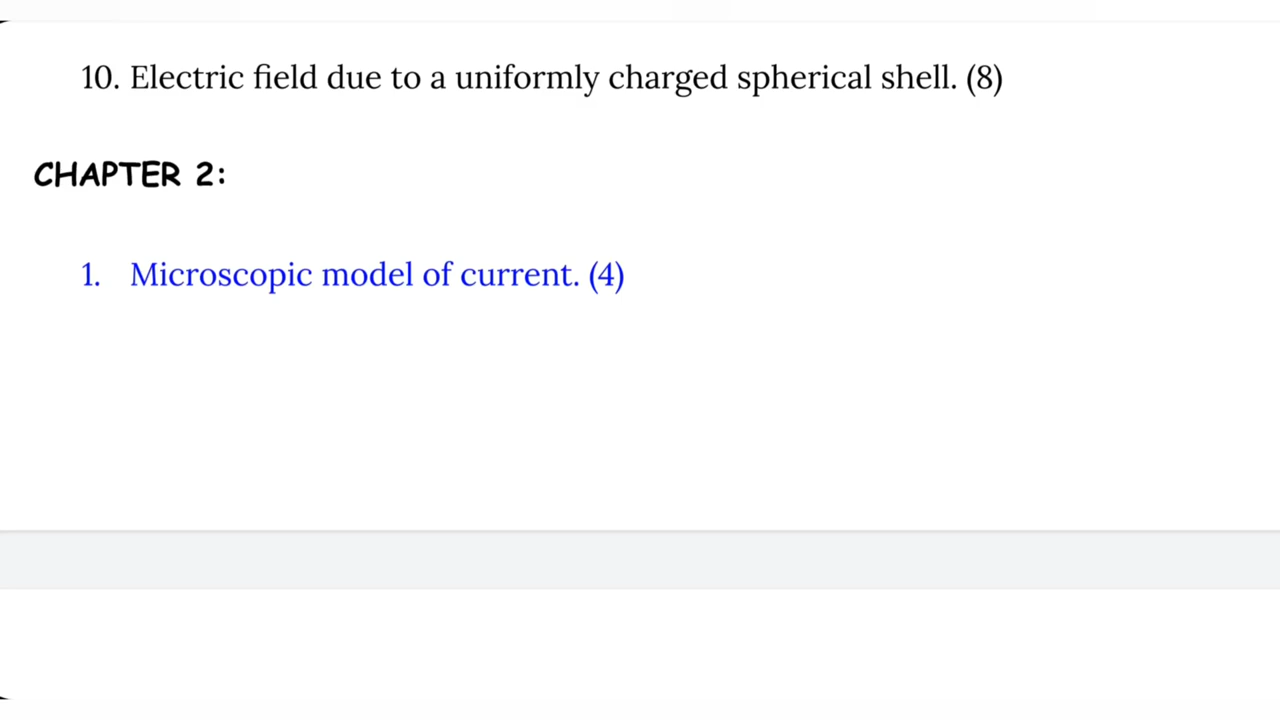 10. Electric field due to a uniformly charged spherical shell. (8)
CHAPTER 2:
1. Microscopic model of current. (4)